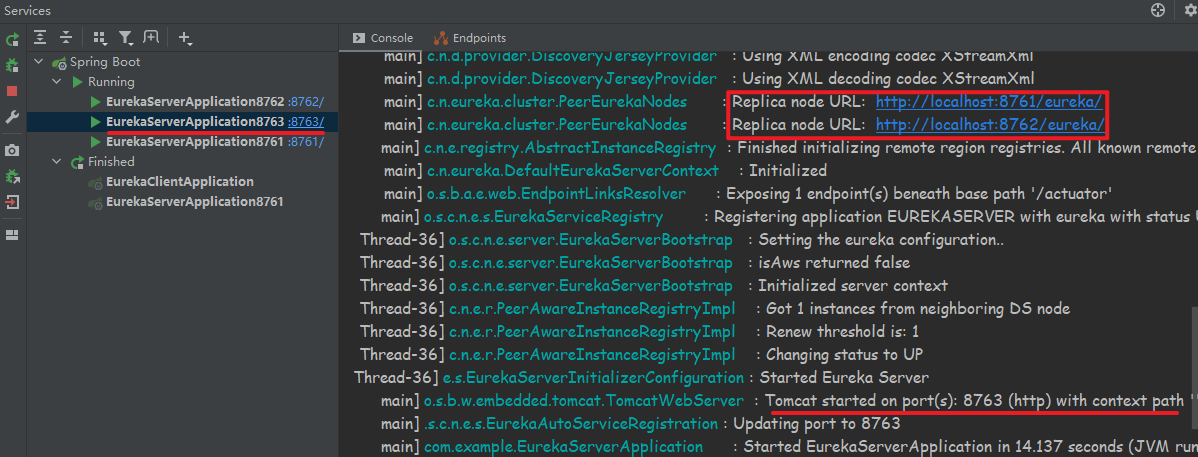 Services
Spring Boot
Running
EurekaServerApplication8762 :8762/
EurekaServerApplication8763 :8763/
EurekaServerApplication8761 :8761/
Finished
EurekaClientApplication
EurekaServerApplication8761
Console Endpoints
main] c.n.d.provider.DiscoveryJerseyProvider : Using XML encoding codec XStreamXml
main] c.n.d.provider.DiscoveryJerseyProvider : Using XML decoding codec XStreamXml
main] c.n.eureka.cluster.PeerEurekaNodes : Replica node URL: http://localhost:8761/eureka/
main] c.n.eureka.cluster.PeerEurekaNodes : Replica node URL: http://localhost:8762/eureka/
main] c.n.e.registry.AbstractInstanceRegistry : Finished initializing remote region registries. All known remote
main] c.n.eureka.DefaultEurekaServerContext : Initialized
main] o.s.b.a.e.web.EndpointLinksResolver : Exposing 1 endpoint(s) beneath base path '/actuator'
main] o.s.c.n.e.s.EurekaServiceRegistry : Registering application EUREKASERVER with eureka with status U
Thread-36] o.s.c.n.e.server.EurekaServerBootstrap : Setting the eureka configuration..
Thread-36] o.s.c.n.e.server.EurekaServerBootstrap : isAws returned false
Thread-36] o.s.c.n.e.server.EurekaServerBootstrap : Initialized server context
Thread-36] c.n.e.r.PeerAwareInstanceRegistryImpl : Got 1 instances from neighboring DS node
Thread-36] c.n.e.r.PeerAwareInstanceRegistryImpl : Renew threshold is: 1
Thread-36] c.n.e.r.PeerAwareInstanceRegistryImpl : Changing status to UP
Thread-36] e.s.EurekaServerInitializerConfiguration : Started Eureka Server
main] o.s.b.w.embedded.tomcat.TomcatWebServer : Tomcat started on port(s): 8763 (http) with context path ''
main] .s.c.n.e.s.EurekaAutoServiceRegistration : Updating port to 8763
main] com.example.EurekaServerApplication : Started EurekaServerApplication in 14.137 seconds (JVM run